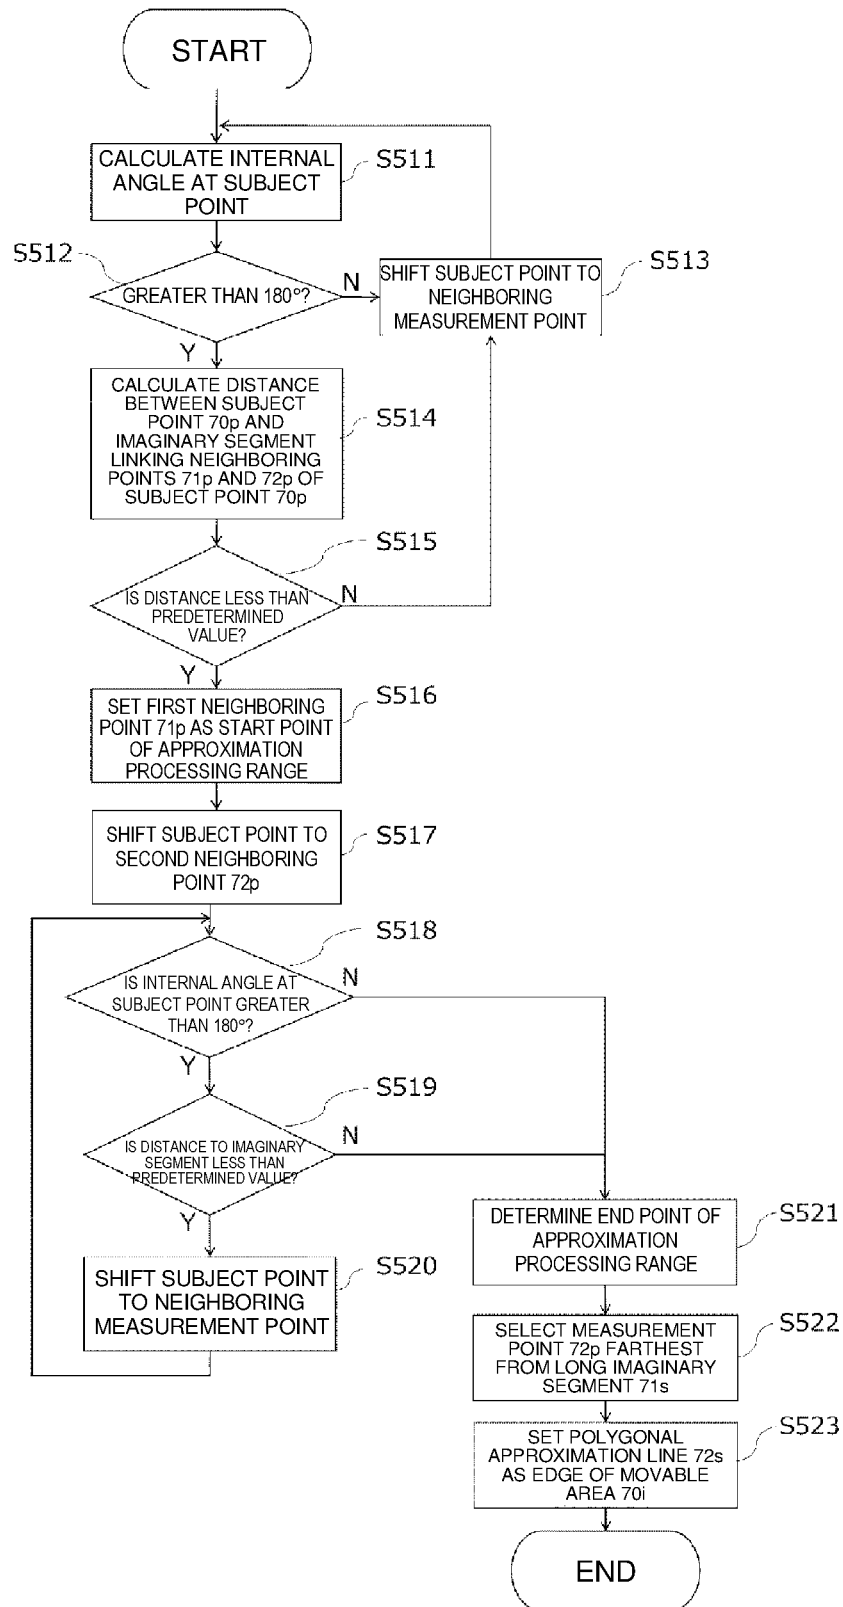 START
CALCULATE INTERNAL
ANGLE AT SUBJECT
POINT
S511
S512
GREATER THAN 180°?
N
Y
SHIFT SUBJECT POINT TO
NEIGHBORING
MEASUREMENT POINT
S513
CALCULATE DISTANCE
BETWEEN SUBJECT
POINT 70p AND
IMAGINARY SEGMENT
LINKING NEIGHBORING
POINTS 71p AND 72p OF
SUBJECT POINT 70p
S514
S515
IS DISTANCE LESS THAN
PREDETERMINED
VALUE?
N
Y
SET FIRST NEIGHBORING
POINT 71p AS START POINT
OF APPROXIMATION
PROCESSING RANGE
S516
SHIFT SUBJECT POINT TO
SECOND NEIGHBORING
POINT 72p
S517
S518
IS INTERNAL ANGLE AT
SUBJECT POINT GREATER
THAN 180°?
N
Y
S519
IS DISTANCE TO IMAGINARY
SEGMENT LESS THAN
PREDETERMINED VALUE?
N
Y
SHIFT SUBJECT POINT
TO NEIGHBORING
MEASUREMENT POINT
S520
DETERMINE END POINT OF
APPROXIMATION
PROCESSING RANGE
S521
SELECT MEASUREMENT
POINT 72p FARTHEST
FROM LONG IMAGINARY
SEGMENT 71s
S522
SET POLYGONAL
APPROXIMATION LINE 72s
AS EDGE OF MOVABLE
AREA 70i
S523
END